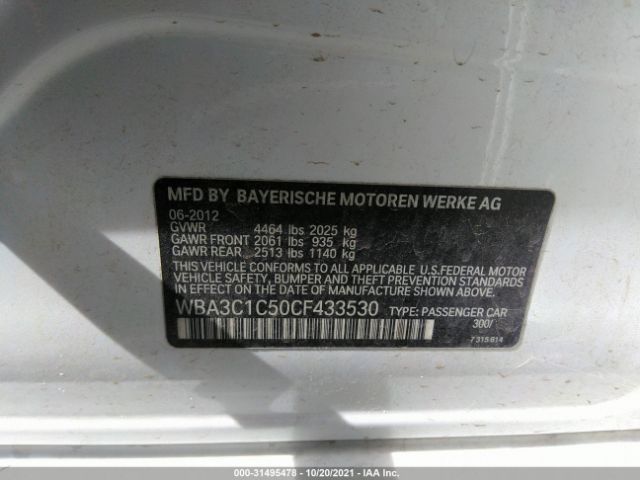 MFD BY BAYERISCHE MOTOREN WERKE AG
06-2012
GVWR 4464 lbs 2025 kg
GAWR FRONT 2061 lbs 935 kg
GAWR REAR 2513 lbs 1140 kg
THIS VEHICLE CONFORMS TO ALL APPLICABLE U.S.FEDERAL MOTOR
VEHICLE SAFETY, BUMPER AND THEFT PREVENTION STANDARDS
IN EFFECT ON THE DATE OF MANUFACTURE SHOWN ABOVE.
WBA3C1C50CF433530 TYPE: PASSENGER CAR
300/
7 315 614
000-31495478 - 10/20/2021 - IAA Inc.